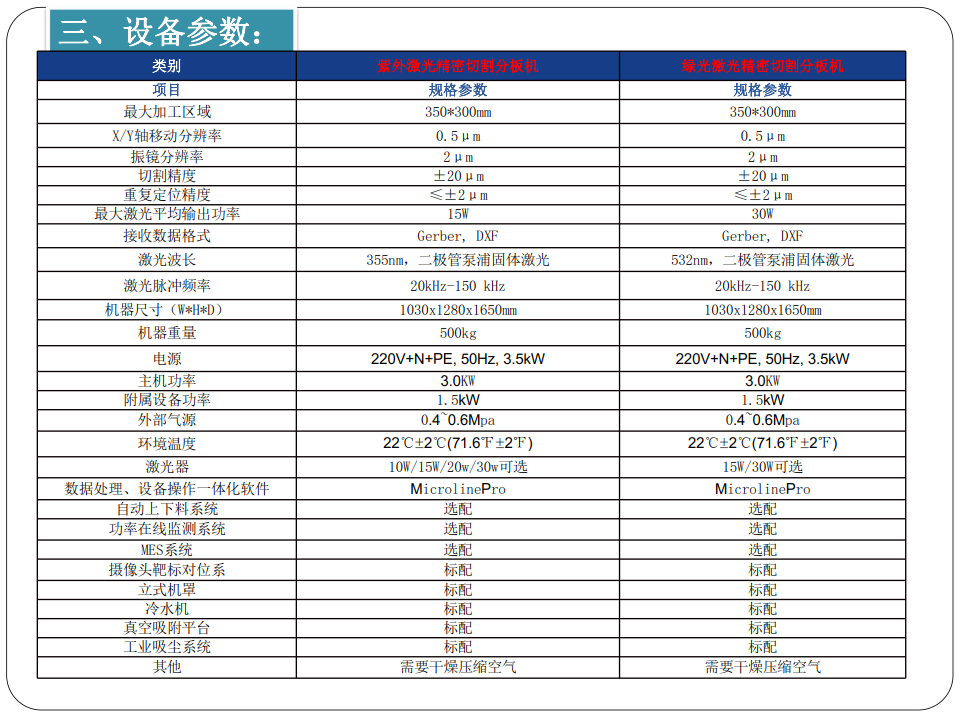 三、设备参数：
类别 紫外激光精密切割分板机 绿光激光精密切割分板机
项目 规格参数 规格参数
最大加工区域 350*300mm 350*300mm
X/Y轴移动分辨率 0.5μm 0.5μm
振镜分辨率 2μm 2μm
切割精度 ±20μm ±20μm
重复定位精度 ≤±2μm ≤±2μm
最大激光平均输出功率 15W 30W
接收数据格式 Gerber, DXF Gerber, DXF
激光波长 355nm，二极管泵浦固体激光 532nm，二极管泵浦固体激光
激光脉冲频率 20kHz-150 kHz 20kHz-150 kHz
机器尺寸（W*H*D） 1030x1280x1650mm 1030x1280x1650mm
机器重量 500kg 500kg
电源 220V+N+PE, 50Hz, 3.5kW 220V+N+PE, 50Hz, 3.5kW
主机功率 3.0KW 3.0KW
附属设备功率 1.5kW 1.5kW
外部气源 0.4~0.6Mpa 0.4~0.6Mpa
环境温度 22℃±2℃(71.6℉±2℉) 22℃±2℃(71.6℉±2℉)
激光器 10W/15W/20w/30w可选 15W/30W可选
数据处理、设备操作一体化软件 MicrolinePro MicrolinePro
自动上下料系统 选配 选配
功率在线监测系统 选配 选配
MES系统 选配 选配
摄像头靶标对位系 标配 标配
立式机罩 标配 标配
冷水机 标配 标配
真空吸附平台 标配 标配
工业吸尘系统 标配 标配
其他 需要干燥压缩空气 需要干燥压缩空气